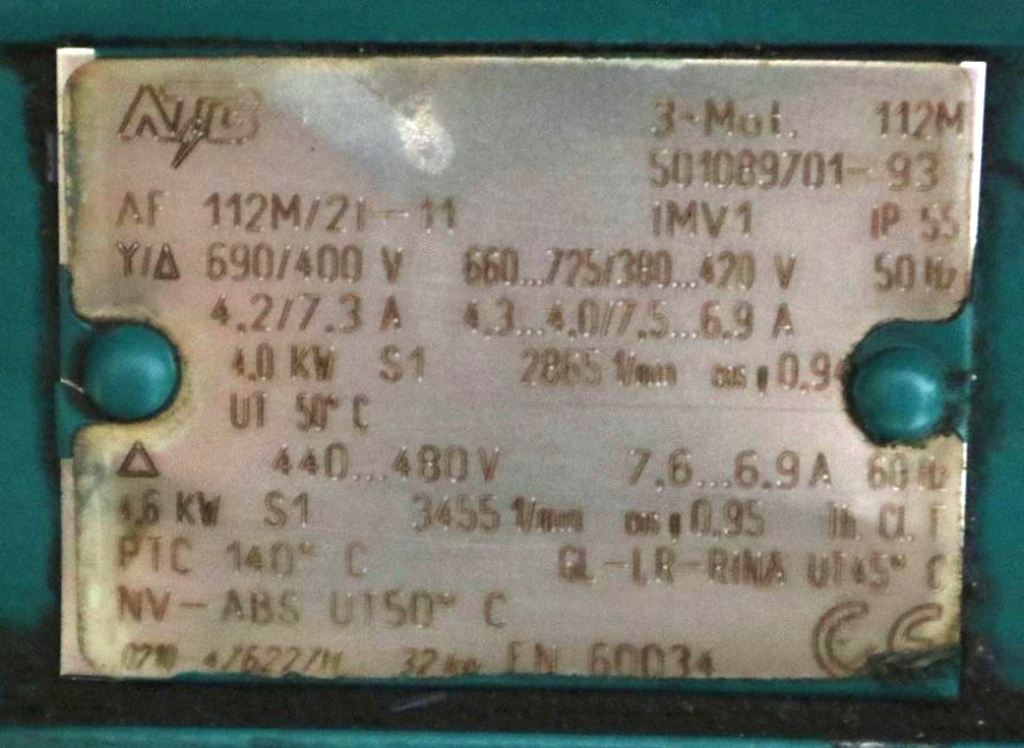 3~Mot. 112M
501089701-93
AF 112M/2I-11 IMV1 IP 55
Y/Δ 690/400 V 660...725/380...420 V 50 Hz
4.2/7.3 A 4.3...4.0/7.5...6.9 A
4.0 KW S1 2865 1/min cos φ 0.94
UT 50° C
Δ 440...480V 7.6...6.9A 60 Hz
4.6 KW S1 3455 1/min cos φ 0.95 Th. Cl. F
PTC 140° C GL-LR-RINA UT45° C
NV-ABS UT50° C
32kg EN 60034 CE